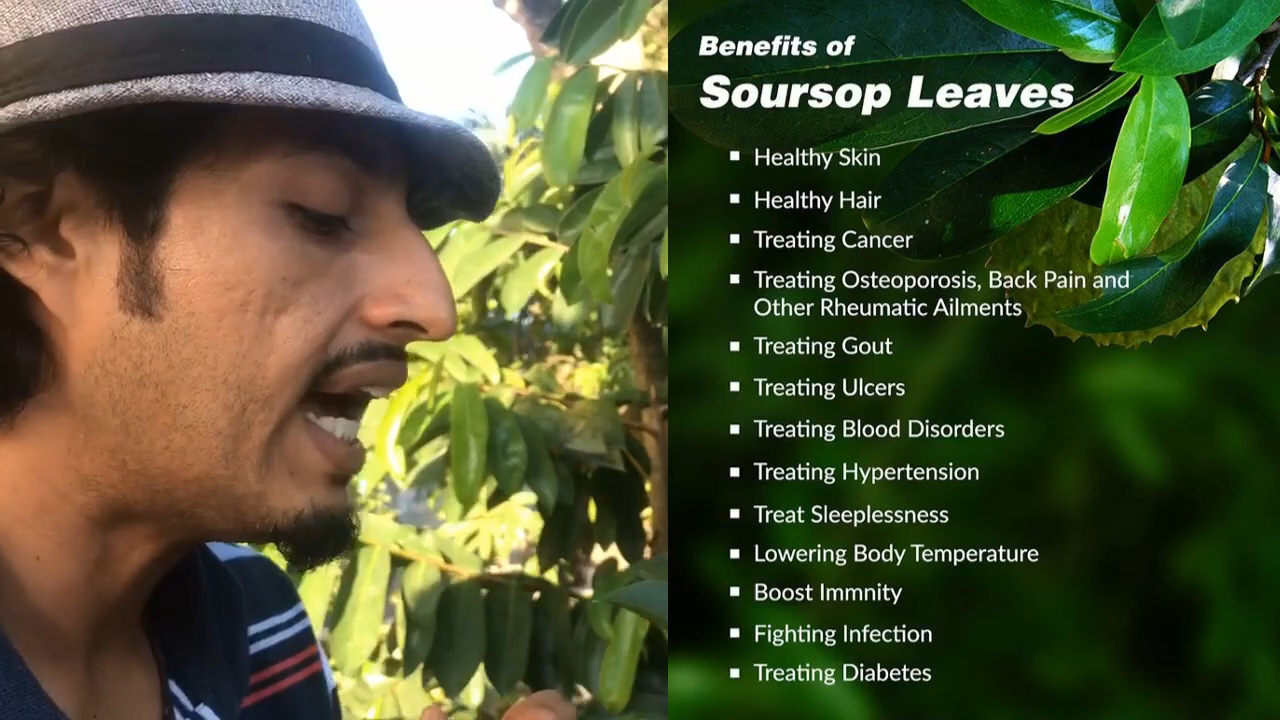 Benefits of
Soursop Leaves
Healthy Skin
Healthy Hair
Treating Cancer
Treating Osteoporosis, Back Pain and
Other Rheumatic Ailments
Treating Gout
Treating Ulcers
Treating Blood Disorders
Treating Hypertension
Treat Sleeplessness
Lowering Body Temperature
Boost Immnity
Fighting Infection
Treating Diabetes